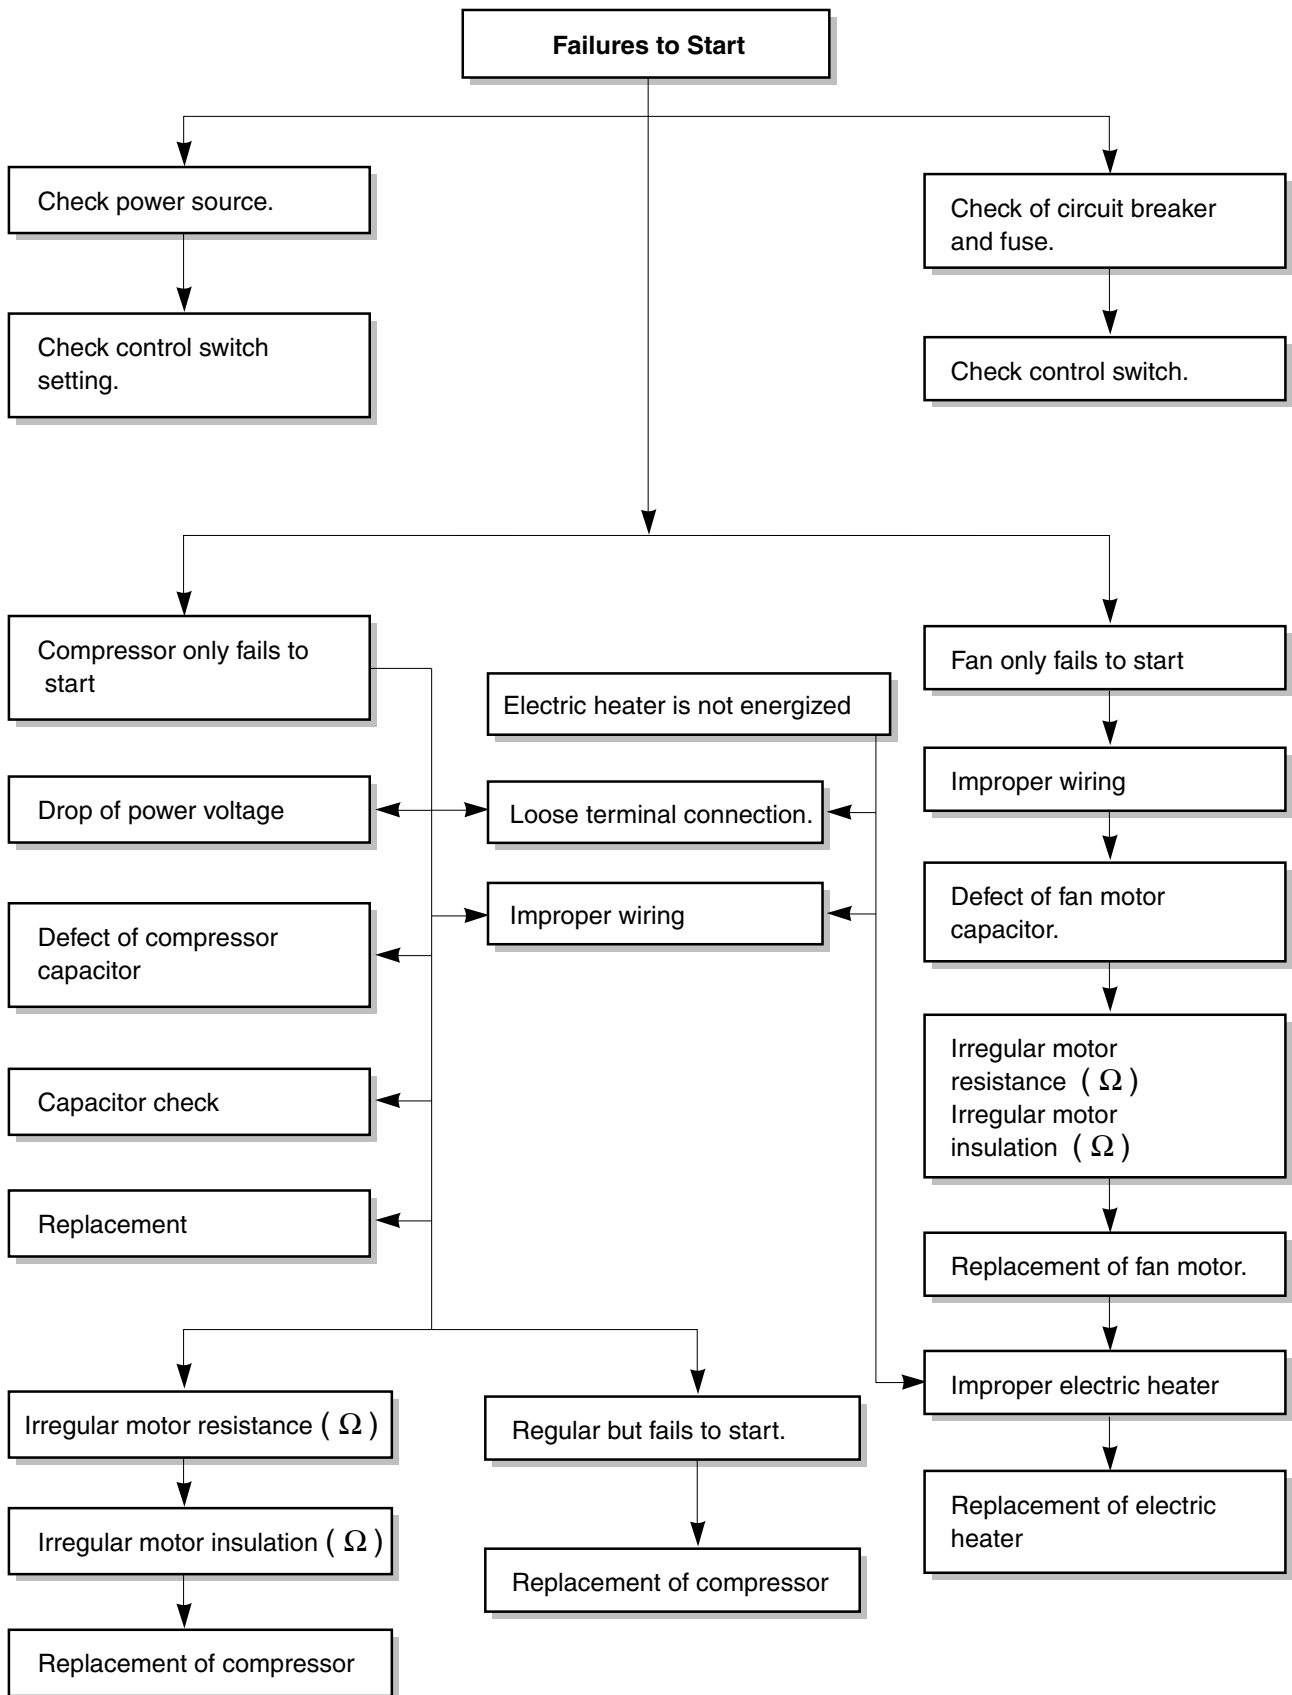 Failures to Start
Check power source.
Check of circuit breaker
and fuse.
Check control switch
setting.
Check control switch.
Compressor only fails to
start
Electric heater is not energized
Fan only fails to start
Drop of power voltage
Loose terminal connection.
Improper wiring
Defect of compressor
capacitor
Improper wiring
Defect of fan motor
capacitor.
Capacitor check
Irregular motor
resistance ( Ω )
Irregular motor
insulation ( Ω )
Replacement
Replacement of fan motor.
Irregular motor resistance ( Ω )
Regular but fails to start.
Improper electric heater
Irregular motor insulation ( Ω )
Replacement of compressor
Replacement of electric
heater
Replacement of compressor